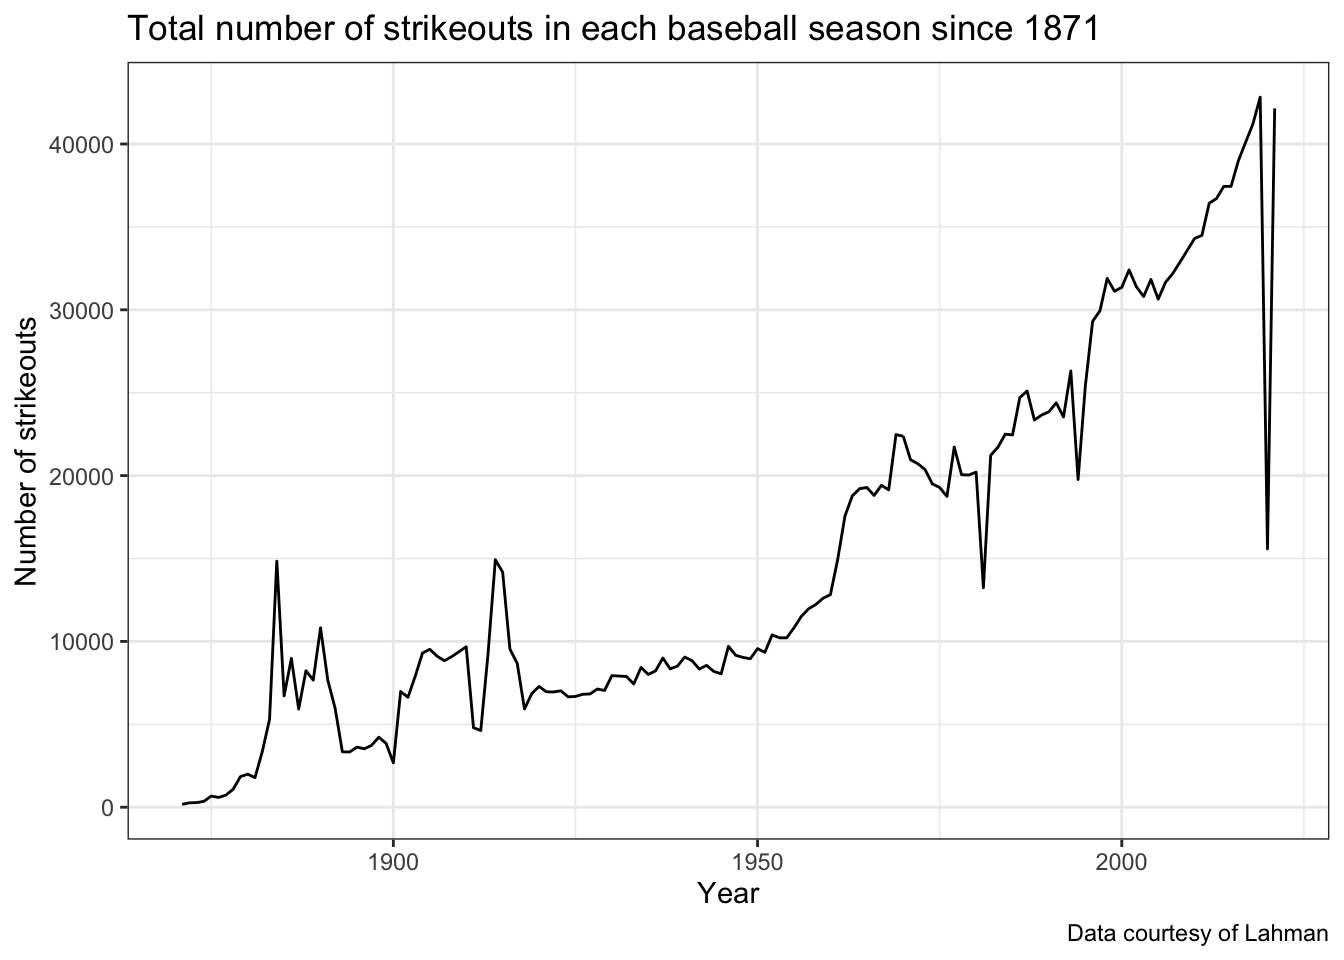 Total number of strikeouts in each baseball season since 1871
Number of strikeouts
40000
30000
20000
10000
0
1900 1950 2000
Year
Data courtesy of Lahman